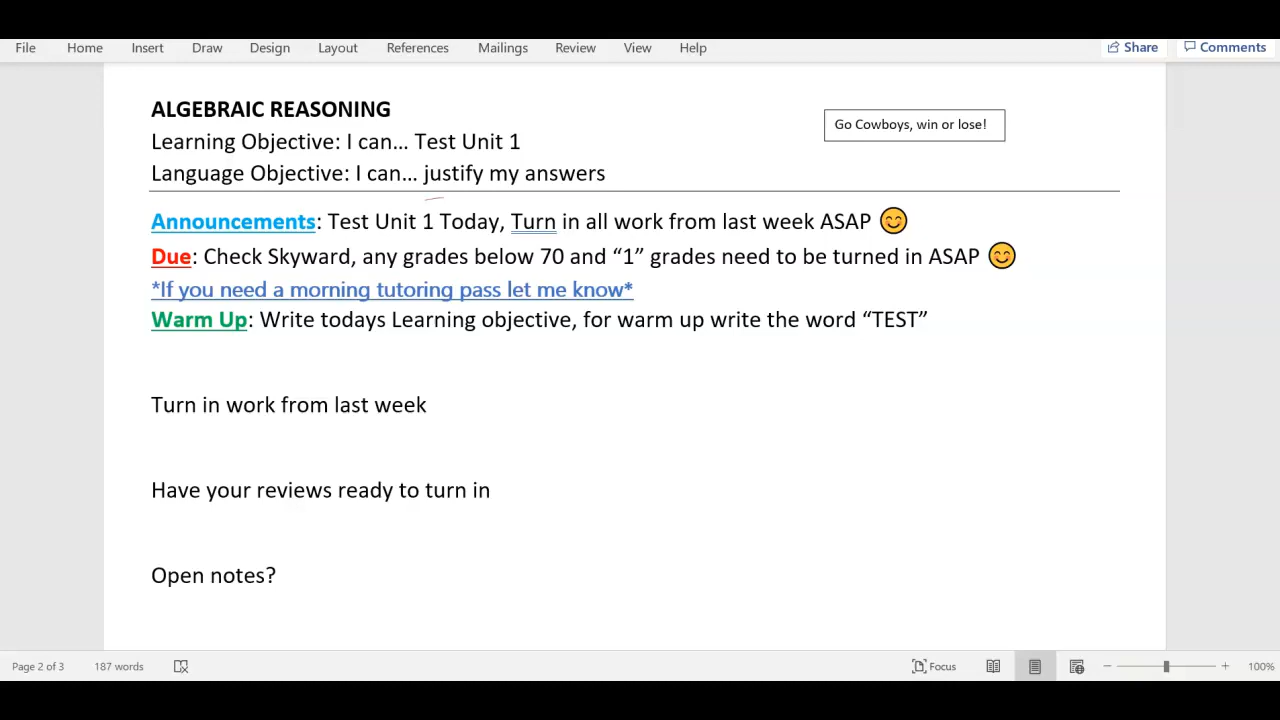 File Home Insert Draw Design Layout References Mailings Review View Help Share Comments
ALGEBRAIC REASONING
Go Cowboys, win or lose!
Learning Objective: I can... Test Unit 1
Language Objective: I can... justify my answers
Announcements: Test Unit 1 Today, Turn in all work from last week ASAP 😊
Due: Check Skyward, any grades below 70 and “1” grades need to be turned in ASAP 😊
*If you need a morning tutoring pass let me know*
Warm Up: Write todays Learning objective, for warm up write the word “TEST”
Turn in work from last week
Have your reviews ready to turn in
Open notes?
Page 2 of 3 187 words Focus 100%